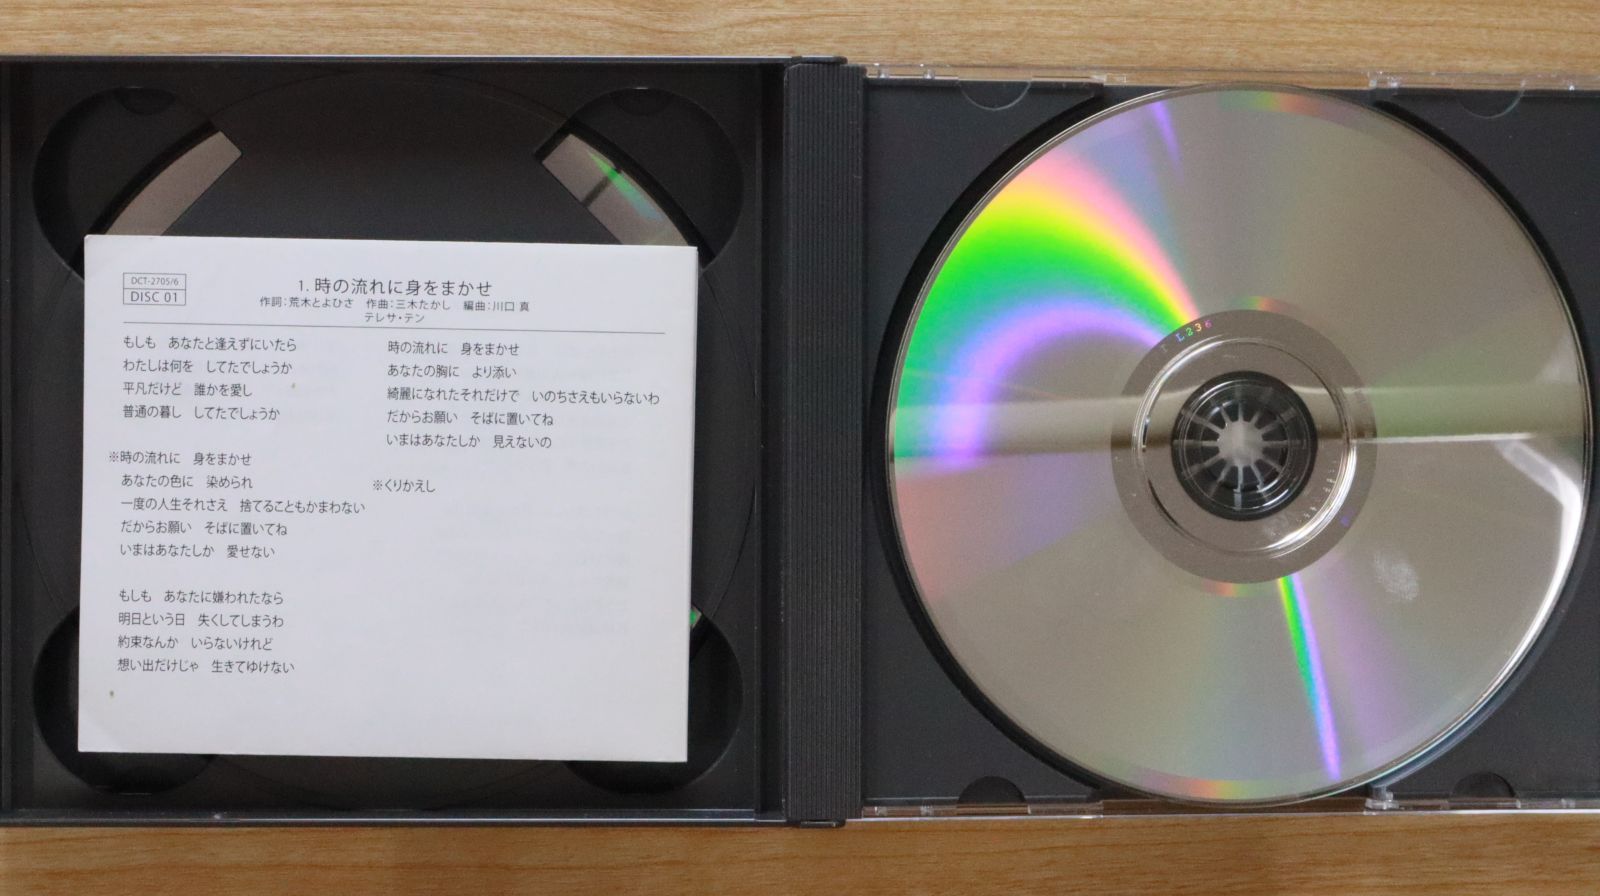 DCT-2705/6
DISC 01
1. 時の流れに身をまかせ
作詞：荒木とよひさ　作曲：三木たかし　編曲：川口 真
テレサ・テン
もしも　あなたと逢えずにいたら
わたしは何を　してたでしょうか
平凡だけど　誰かを愛し
普通の暮し　してたでしょうか
※時の流れに　身をまかせ
あなたの色に　染められ
一度の人生それさえ　捨てることもかまわない
だからお願い　そばに置いてね
いまはあなたしか　愛せない
もしも　あなたに嫌われたなら
明日という日　失くしてしまうわ
約束なんか　いらないけれど
想い出だけじゃ　生きてゆけない
時の流れに　身をまかせ
あなたの胸に　より添い
綺麗になれたそれだけで　いのちさえもいらないわ
だからお願い　そばに置いてね
いまはあなたしか　見えないの
※くりかえし
L236